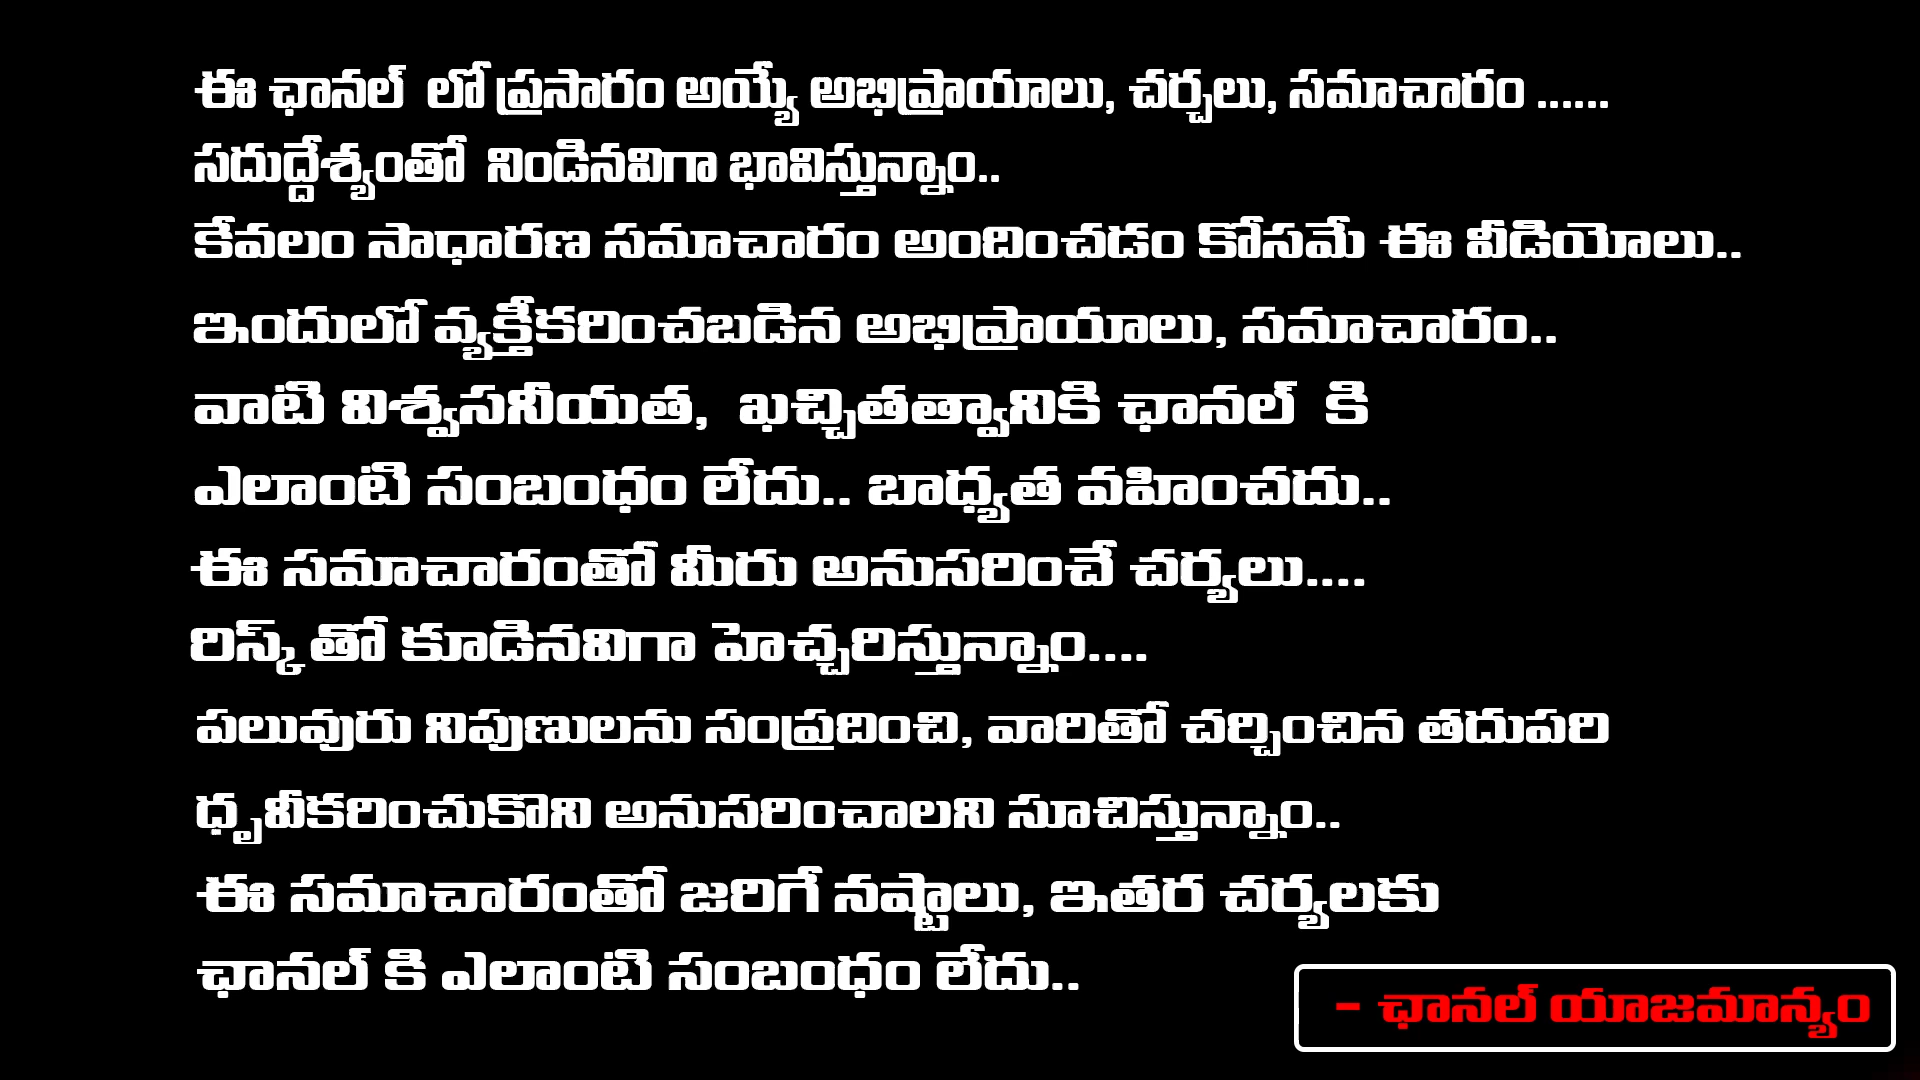 ఈ ఛానల్ లో ప్రసారం అయ్యే అభిప్రాయాలు, చర్చలు, సమాచారం ......
సదుద్దేశ్యంతో నిండినవిగా భావిస్తున్నాం..
కేవలం సాధారణ సమాచారం అందించడం కోసమే ఈ వీడియోలు..
ఇందులో వ్యక్తీకరించబడిన అభిప్రాయాలు, సమాచారం..
వాటి విశ్వసనీయత, ఖచ్చితత్వానికి ఛానల్ కి
ఎలాంటి సంబంధం లేదు.. బాధ్యత వహించదు..
ఈ సమాచారంతో మీరు అనుసరించే చర్యలు....
రిస్క్ తో కూడినవిగా హెచ్చరిస్తున్నాం....
పలువురు నిపుణులను సంప్రదించి, వారితో చర్చించిన తదుపరి
ధృవీకరించుకొని అనుసరించాలని సూచిస్తున్నాం..
ఈ సమాచారంతో జరిగే నష్టాలు, ఇతర చర్యలకు
ఛానల్ కి ఎలాంటి సంబంధం లేదు..
- ఛానల్ యాజమాన్యం